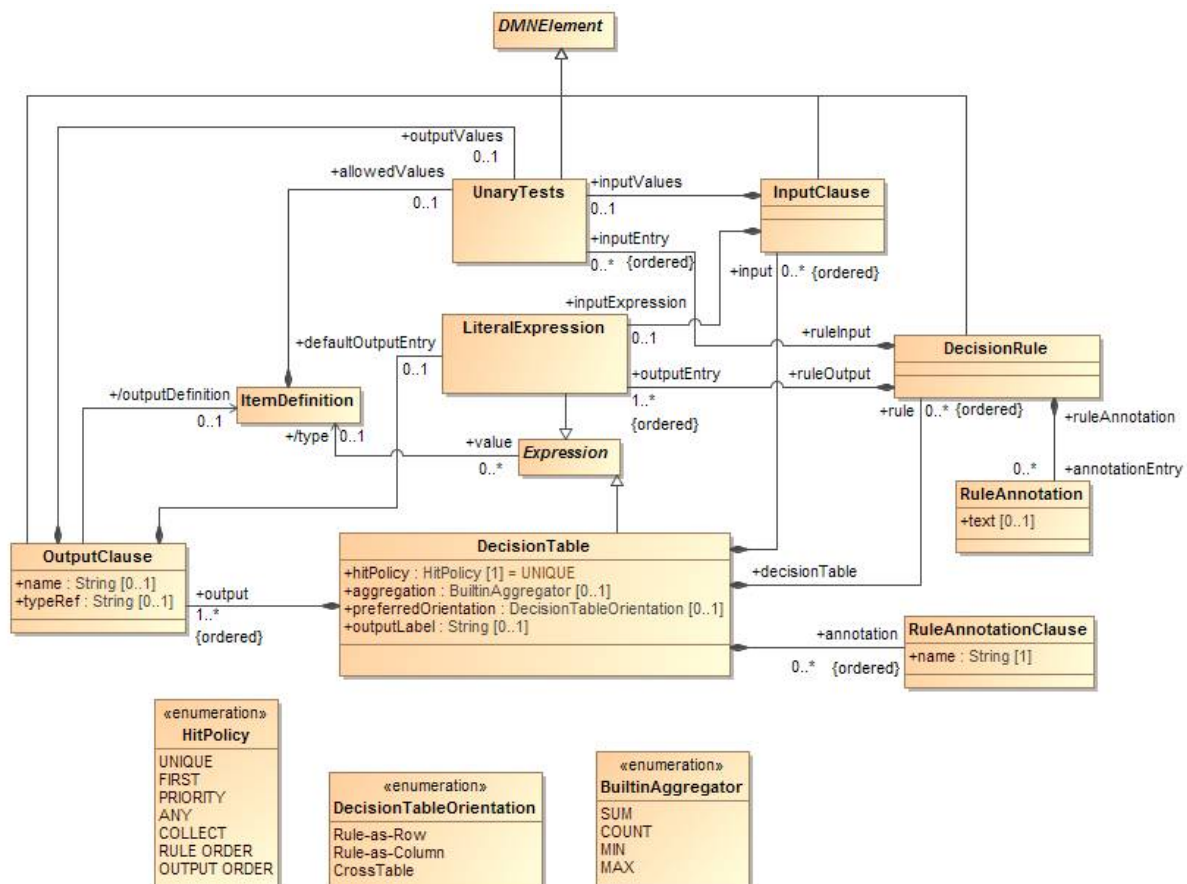 DMNElement
+outputValues
0..1
+allowedValues
0..1
UnaryTests
+inputValues
0..1
InputClause
+inputEntry
0..* {ordered}
+input 0..* {ordered}
+inputExpression
0..1
LiteralExpression
+defaultOutputEntry
0..1
+ruleInput
DecisionRule
+outputEntry
1..*
{ordered}
+ruleOutput
+rule 0..* {ordered}
+/outputDefinition
0..1
ItemDefinition
+/type 0..1
+value
0..*
Expression
+ruleAnnotation
0..*
+annotationEntry
RuleAnnotation
+text [0..1]
OutputClause
+name : String [0..1]
+typeRef : String [0..1]
+output
1..*
{ordered}
DecisionTable
+hitPolicy : HitPolicy [1] = UNIQUE
+aggregation : BuiltinAggregator [0..1]
+preferredOrientation : DecisionTableOrientation [0..1]
+outputLabel : String [0..1]
+decisionTable
+annotation
0..* {ordered}
RuleAnnotationClause
+name : String [1]
«enumeration»
HitPolicy
UNIQUE
FIRST
PRIORITY
ANY
COLLECT
RULE ORDER
OUTPUT ORDER
«enumeration»
DecisionTableOrientation
Rule-as-Row
Rule-as-Column
CrossTable
«enumeration»
BuiltinAggregator
SUM
COUNT
MIN
MAX